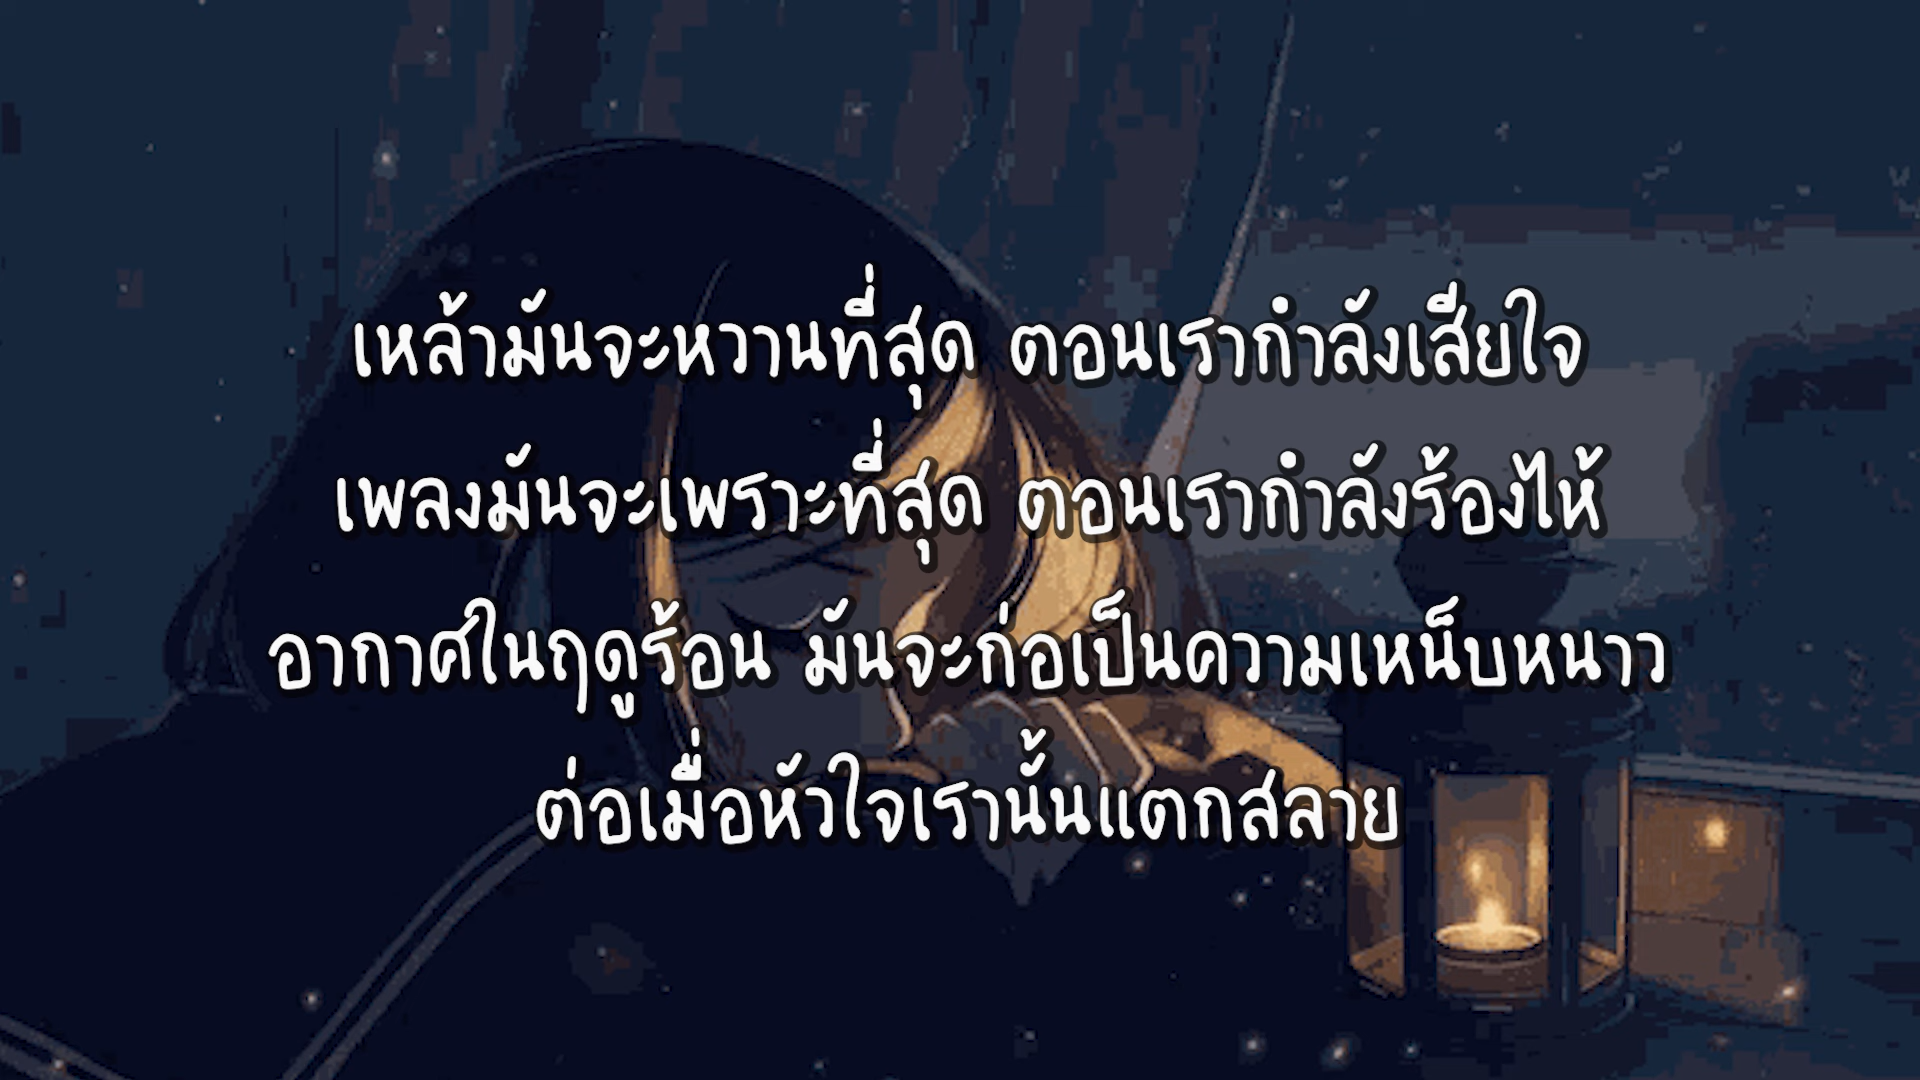 เหล้ามันจะหวานที่สุด ตอนเรากำลังเสียใจ
เพลงมันจะเพราะที่สุด ตอนเรากำลังร้องไห้
อากาศในฤดูร้อน มันจะก่อเป็นความเหน็บหนาว
ต่อเมื่อหัวใจเรานั้นแตกสลาย